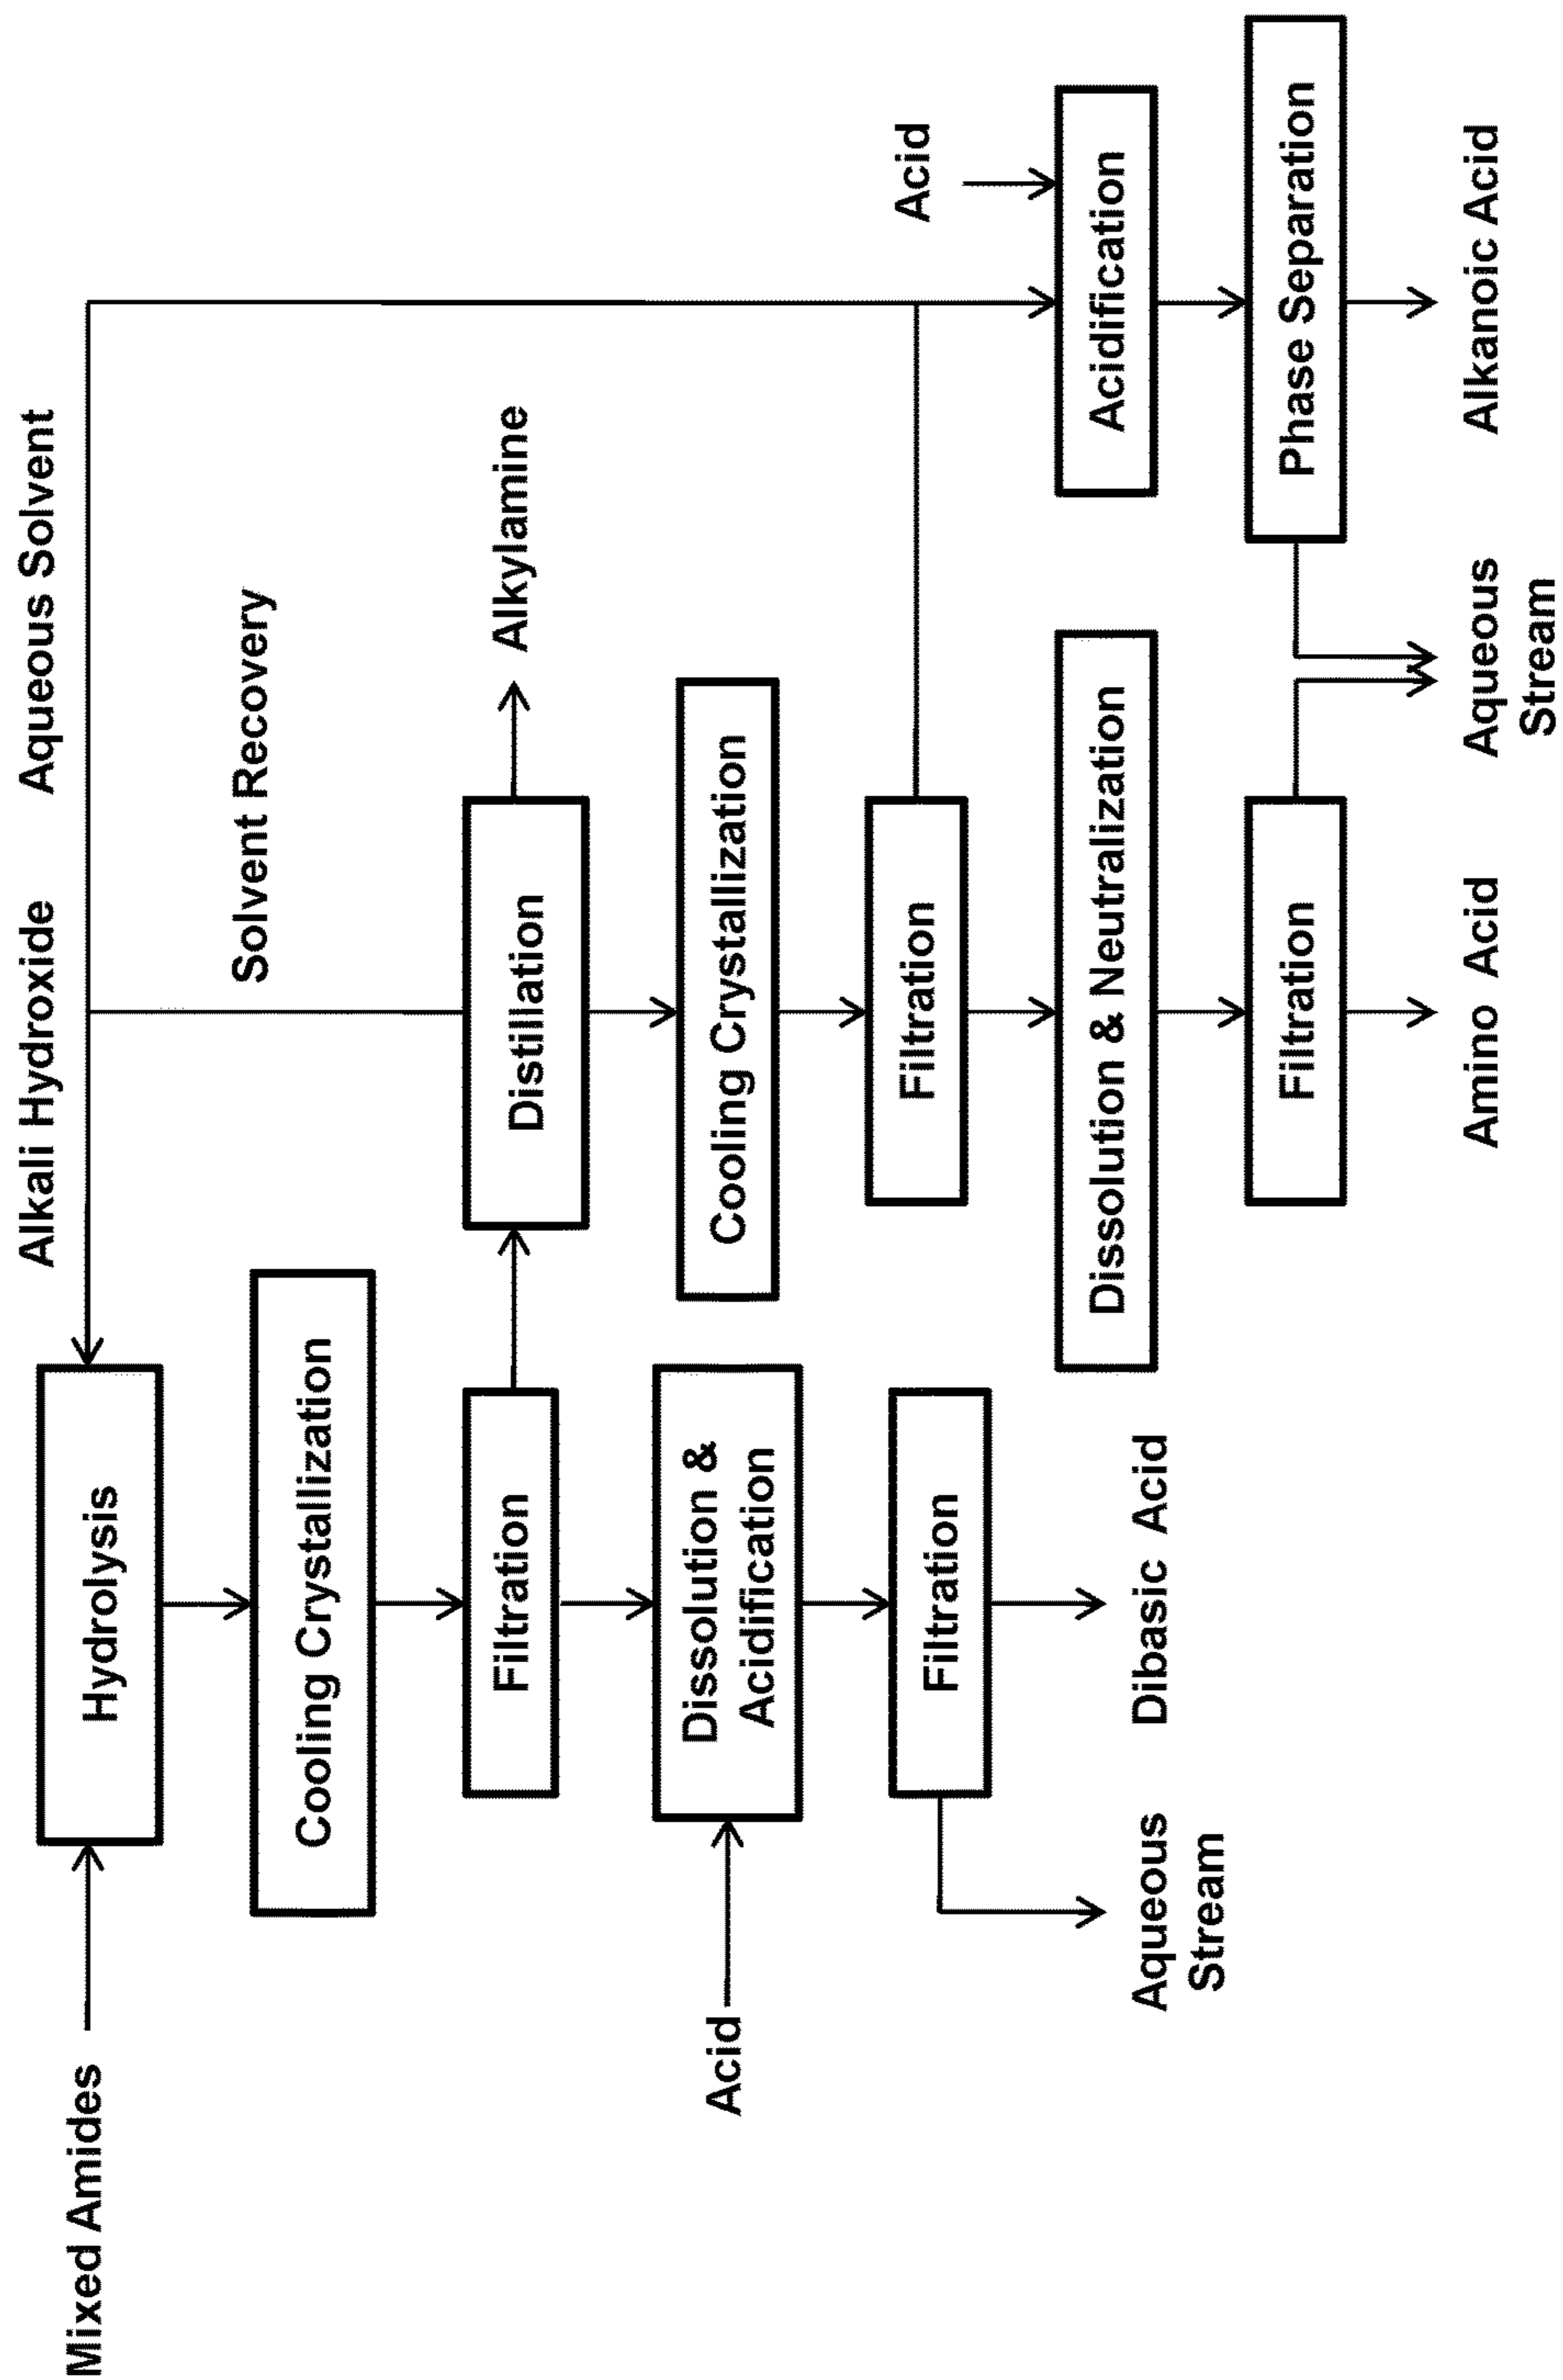 Alkali Hydroxide
Aqueous Solvent
Mixed Amides
Hydrolysis
Solvent Recovery
Cooling Crystallization
Filtration
Distillation
Alkylamine
Acid
Dissolution &
Acidification
Cooling Crystallization
Filtration
Filtration
Acid
Aqueous
Stream
Dibasic Acid
Dissolution & Neutralization
Acidification
Filtration
Phase Separation
Amino Acid
Aqueous
Stream
Alkanoic Acid